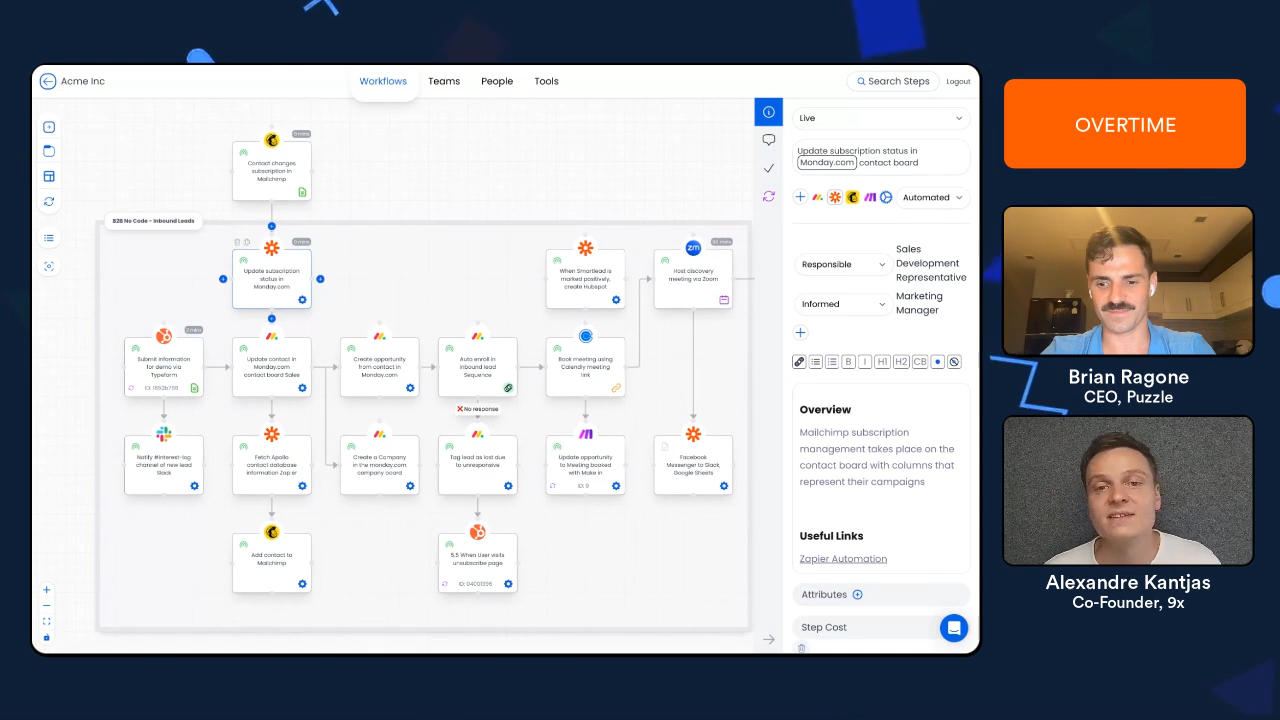 Acme Inc
Workflows
Teams
People
Tools
Search Steps
Logout
OVERTIME
Contact changes
subscription in
Mailchimp
B2B No Code - Inbound Leads
Update subscription
status in
Monday.com
When Smartlead is
marked positively,
create Hubspot
zm
Host discovery
meeting via Zoom
Submit information
for demo via
Typeform
Update contact in
Monday.com
contact board Sales
Create opportunity
from contact in
Monday.com
Auto enroll in
inbound lead
Sequence
Book meeting using
Calendly meeting
link
No response
Notify #interest-log
channel of new lead
Slack
Fetch Apollo
contact database
information Zap er
Create a Company
in the monday.com
company board
Tag lead as lost due to
unresponsive
Update opportunity
to Meeting booked
with Make in
ID: 9
Facebook
Messenger to Slack,
Google Sheets
Add contact to
Mailchimp
5.5 When User visits
unsubscribe page
Live
Update subscription status in
Monday.com contact board
Automated
Responsible
Sales
Development
Representative
Informed
Marketing
Manager
B
I
H1
H2
CB
Overview
Mailchimp subscription
management takes place on the
contact board with columns that
represent their campaigns
Useful Links
Zapier Automation
Attributes
Step Cost
Brian Ragone
CEO, Puzzle
Alexandre Kantjas
Co-Founder, 9x